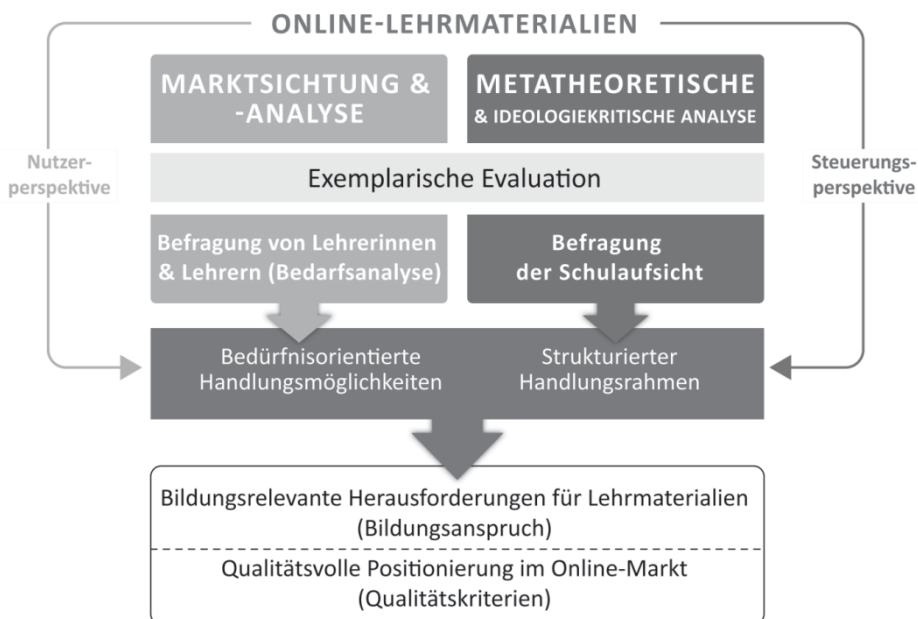 ONLINE-LEHRMATERIALIEN
MARKTSICHTUNG &
-ANALYSE
METATHEORETISCHE
& IDEOLOGIEKRITISCHE ANALYSE
Nutzer-
perspektive
Exemplarische Evaluation
Steuerungs-
perspektive
Befragung von Lehrerinnen
& Lehrern (Bedarfsanalyse)
Befragung
der Schulaufsicht
Bedürfnisorientierte
Handlungsmöglichkeiten
Strukturierter
Handlungsrahmen
Bildungsrelevante Herausforderungen für Lehrmaterialien
(Bildungsanspruch)
Qualitätsvolle Positionierung im Online-Markt
(Qualitätskriterien)